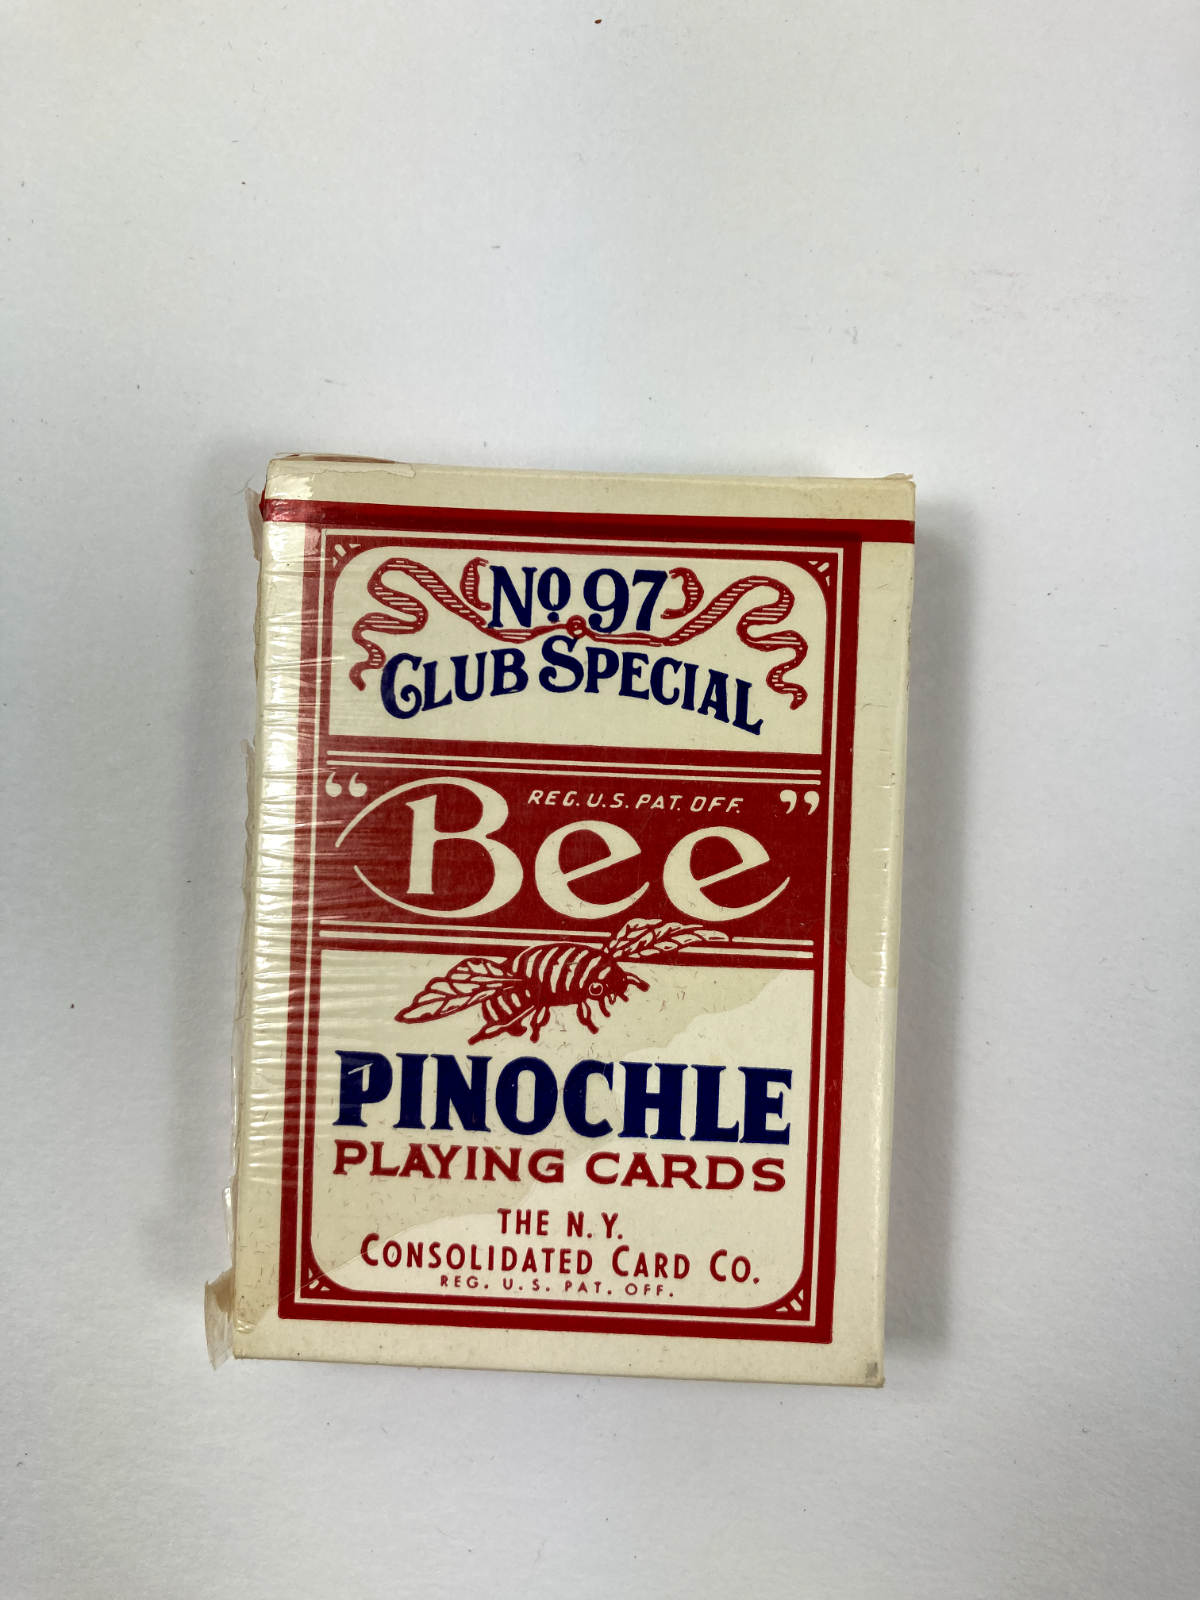 No 97
CLUB SPECIAL
“Bee”
REG. U.S. PAT. OFF.
PINOCHLE
PLAYING CARDS
THE N.Y.
CONSOLIDATED CARD CO.
REG. U.S. PAT. OFF.